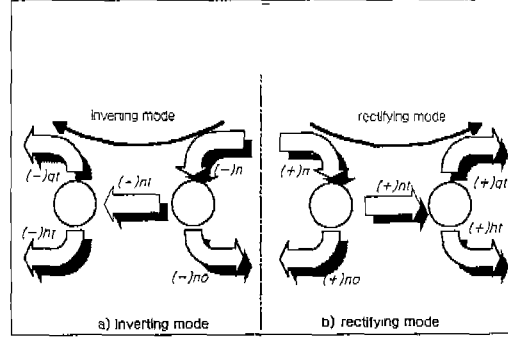 inverting mode
(−)qt
(+)nt
(−)n
(−)ht
(−)no
a) Inverting mode
rectifying mode
(+)n
(+)nt
(+)qt
(+)no
(+)ht
b) rectifying mode